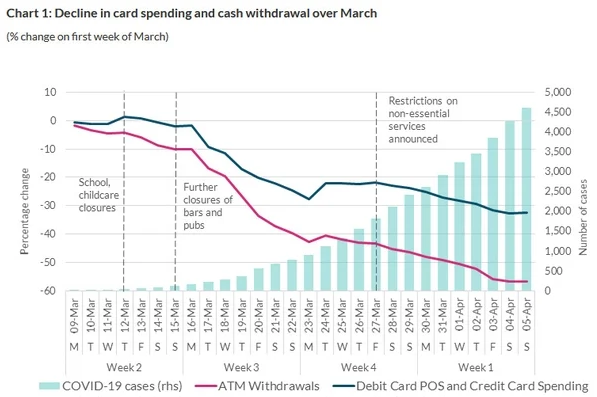 Chart 1: Decline in card spending and cash withdrawal over March
(% change on first week of March)
10
0
-10
-20
-30
-40
-50
-60
Percentage change
5,000
4,500
4,000
3,500
3,000
2,500
2,000
1,500
1,000
500
0
Number of cases
School,
childcare
closures
Further
closures of
bars and
pubs
Restrictions on
non-essential
services
announced
09-Mar 10-Mar 11-Mar 12-Mar 13-Mar 14-Mar 15-Mar 16-Mar 17-Mar 18-Mar 19-Mar 20-Mar 21-Mar 22-Mar 23-Mar 24-Mar 25-Mar 26-Mar 27-Mar 28-Mar 29-Mar 30-Mar 31-Mar 01-Apr 02-Apr 03-Apr 04-Apr 05-Apr
M T W T F S S M T W T F S S M T W T F S S M T W T F S S
Week 2 Week 3 Week 4 Week 1
COVID-19 cases (rhs) ATM Withdrawals Debit Card POS and Credit Card Spending